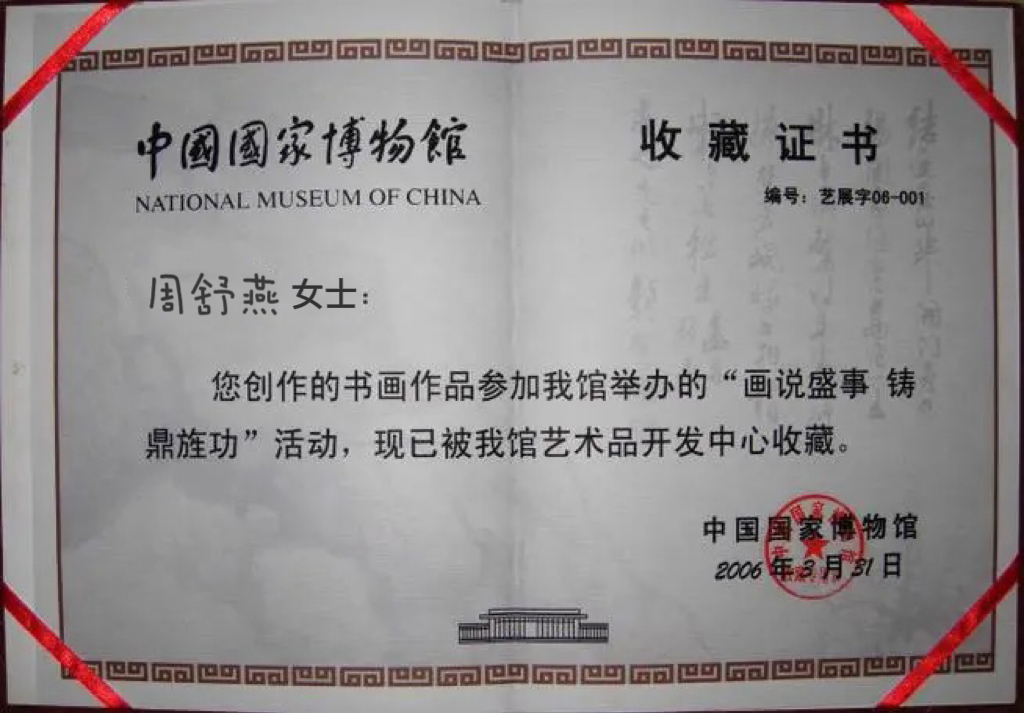 中國國家博物館
NATIONAL MUSEUM OF CHINA
收藏证书
编号：艺展字06-001
周舒燕 女士：
您创作的书画作品参加我馆举办的“画说盛事 铸
鼎旌功”活动，现已被我馆艺术品开发中心收藏。
中国国家博物馆
2006年3月31日